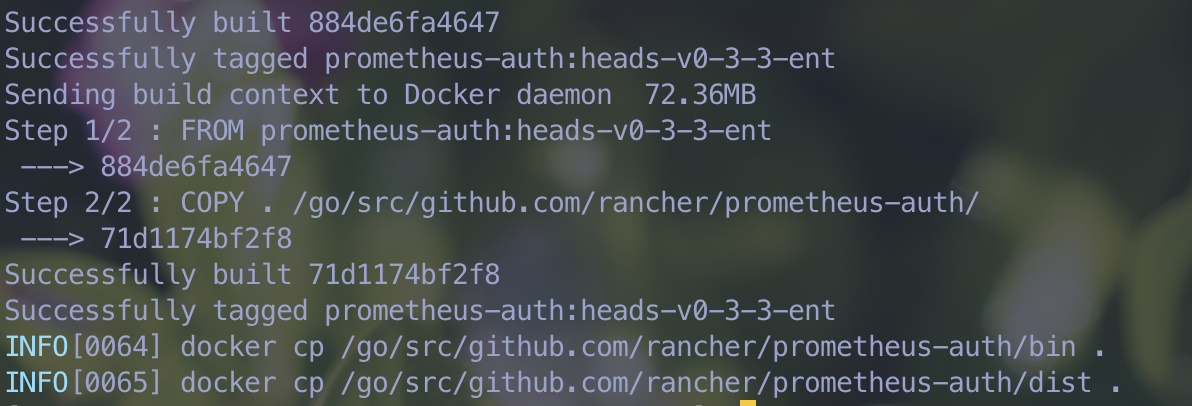 Successfully built 884de6fa4647
Successfully tagged prometheus-auth:heads-v0-3-3-ent
Sending build context to Docker daemon  72.36MB
Step 1/2 : FROM prometheus-auth:heads-v0-3-3-ent
 ---> 884de6fa4647
Step 2/2 : COPY . /go/src/github.com/rancher/prometheus-auth/
 ---> 71d1174bf2f8
Successfully built 71d1174bf2f8
Successfully tagged prometheus-auth:heads-v0-3-3-ent
INFO[0064] docker cp /go/src/github.com/rancher/prometheus-auth/bin .
INFO[0065] docker cp /go/src/github.com/rancher/prometheus-auth/dist .